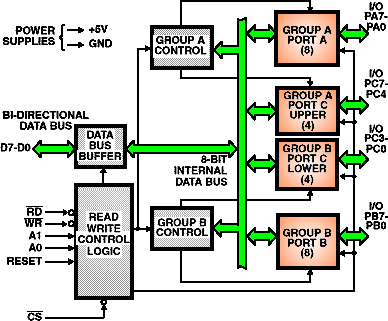 POWER
SUPPLIES
+5V
GND
GROUP A
CONTROL
GROUP A
PORT A
(8)
I/O
PA7-
PA0
GROUP A
PORT C
UPPER
(4)
I/O
PC7-
PC4
BI-DIRECTIONAL
DATA BUS
D7-D0
DATA
BUS
BUFFER
8-BIT
INTERNAL
DATA BUS
GROUP B
PORT C
LOWER
(4)
I/O
PC3-
PC0
RD
WR
A1
A0
RESET
READ
WRITE
CONTROL
LOGIC
GROUP B
CONTROL
GROUP B
PORT B
(8)
I/O
PB7-
PB0
CS